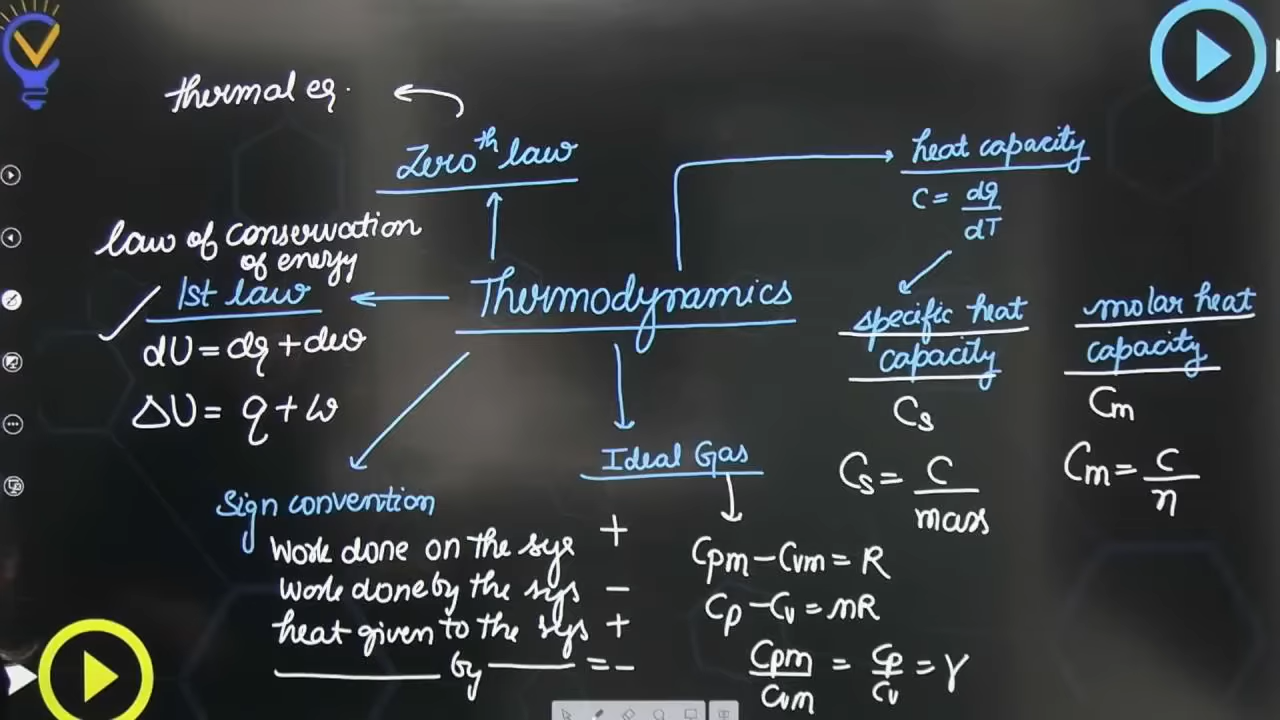 thermal eq.
Zeroth law
heat capacity
C = dq/dT
law of conservation
of energy
1st law
dU = dq + dw
ΔU = q + w
Thermodynamics
specific heat
capacity
Cs
Cs = C/mass
molar heat
capacity
Cm
Cm = C/n
Ideal Gas
Cpm - Cvm = R
Cp - Cv = nR
Cpm/Cvm = Cp/Cv = γ
Sign convention
Work done on the sys +
Work done by the sys -
heat given to the sys +
_____ by _____ = -